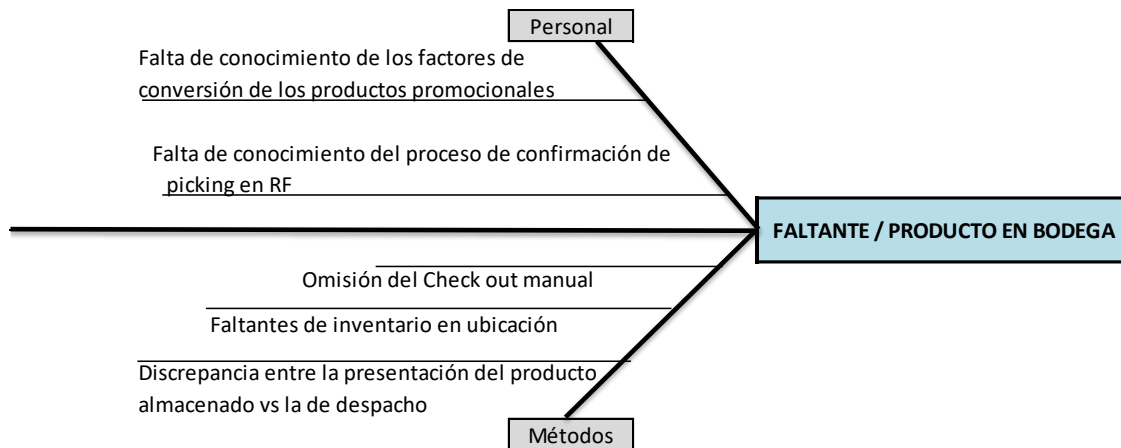 Personal
Falta de conocimiento de los factores de
conversión de los productos promocionales
Falta de conocimiento del proceso de confirmación de
picking en RF
FALTANTE / PRODUCTO EN BODEGA
Omisión del Check out manual
Faltantes de inventario en ubicación
Discrepancia entre la presentación del producto
almacenado vs la de despacho
Métodos